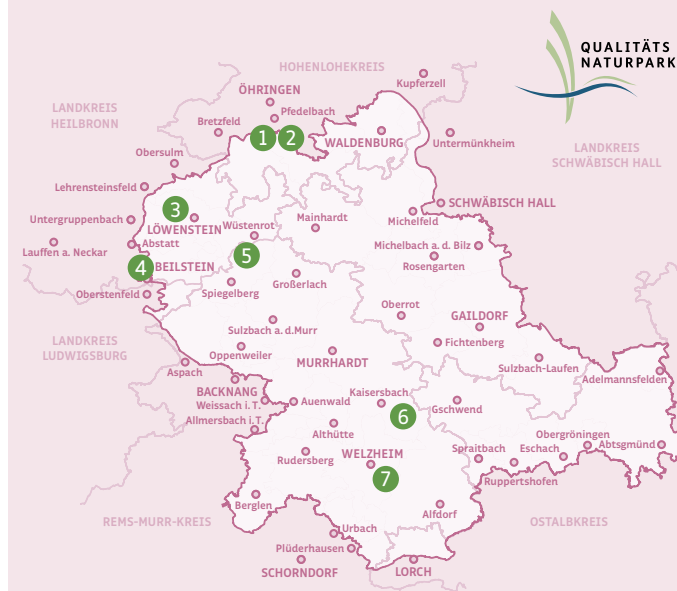 QUALITÄTS
NATURPARK
HOHENLOHEKREIS
Kupferzell
ÖHRINGEN
LANDKREIS
HEILBRONN
Pfedelbach
Bretzfeld
1
2
WALDENBURG
Untermünkheim
LANDKREIS
SCHWÄBISCH HALL
Obersulm
Lehrensteinsfeld
SCHWÄBISCH HALL
3
Untergruppenbach
LÖWENSTEIN
Wüstenrot
Mainhardt
Michelfeld
Lauffen a. Neckar
Abstatt
Michelbach a. d. Bilz
4
BEILSTEIN
5
Rosengarten
Oberstenfeld
Spiegelberg
Großerlach
Oberrot
GAILDORF
Sulzbach a. d.Murr
LANDKREIS
LUDWIGSBURG
Fichtenberg
Oppenweiler
MURRHARDT
Sulzbach-Laufen
Aspach
Adelmannsfelden
BACKNANG
Kaisersbach
Weissach i.T.
Auenwald
Gschwend
6
Allmersbach i.T.
Althütte
Obergröningen
Abtsgmünd
Spraitbach
Eschach
Rudersberg
WELZHEIM
7
Ruppertshofen
Berglen
Alfdorf
REMS-MURR-KREIS
OSTALBKREIS
Urbach
Plüderhausen
SCHORNDORF
LORCH